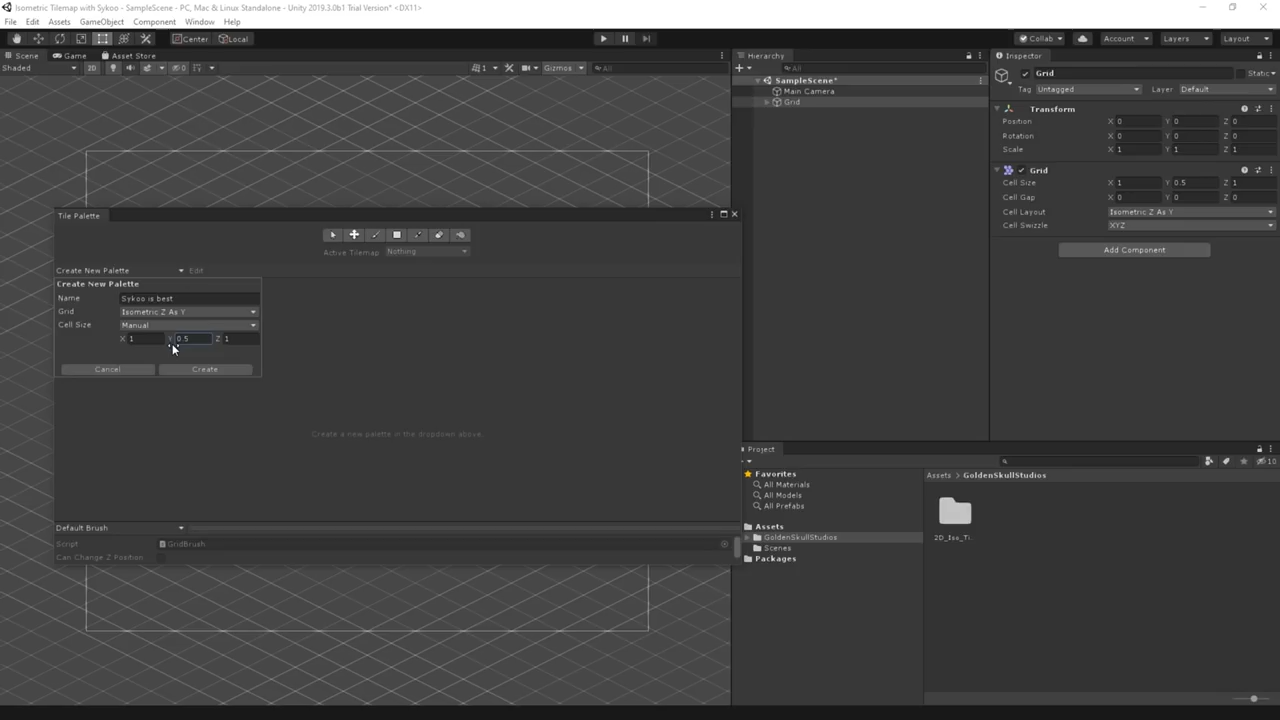 Isometric Tilemap with Sykoo - SampleScene - PC, Mac & Linux Standalone - Unity 2019.3.0b1 Trial Version* <DX11>
File Edit Assets GameObject Component Window Help
Center Local Collab Account Layers Layout
Scene Game Asset Store
Shaded 2D 0 1 Gizmos All
Tile Palette
Active Tilemap Nothing
Create New Palette Edit
Create New Palette
Name Sykoo is best
Grid Isometric Z As Y
Cell Size Manual
X 1 Y 0.5 Z 1
Cancel Create
Create a new palette in the dropdown above.
Default Brush
Script GridBrush
Can Change Z Position
Hierarchy
All
SampleScene*
Main Camera
Grid
Inspector
Grid Static
Tag Untagged Layer Default
Transform
Position X 0 Y 0 Z 0
Rotation X 0 Y 0 Z 0
Scale X 1 Y 1 Z 1
Grid
Cell Size X 1 Y 0.5 Z 1
Cell Gap X 0 Y 0 Z 0
Cell Layout Isometric Z As Y
Cell Swizzle XYZ
Add Component
Project
10
Favorites
All Materials
All Models
All Prefabs
Assets
GoldenSkullStudios
Scenes
Packages
Assets > GoldenSkullStudios
2D_Iso_Ti...